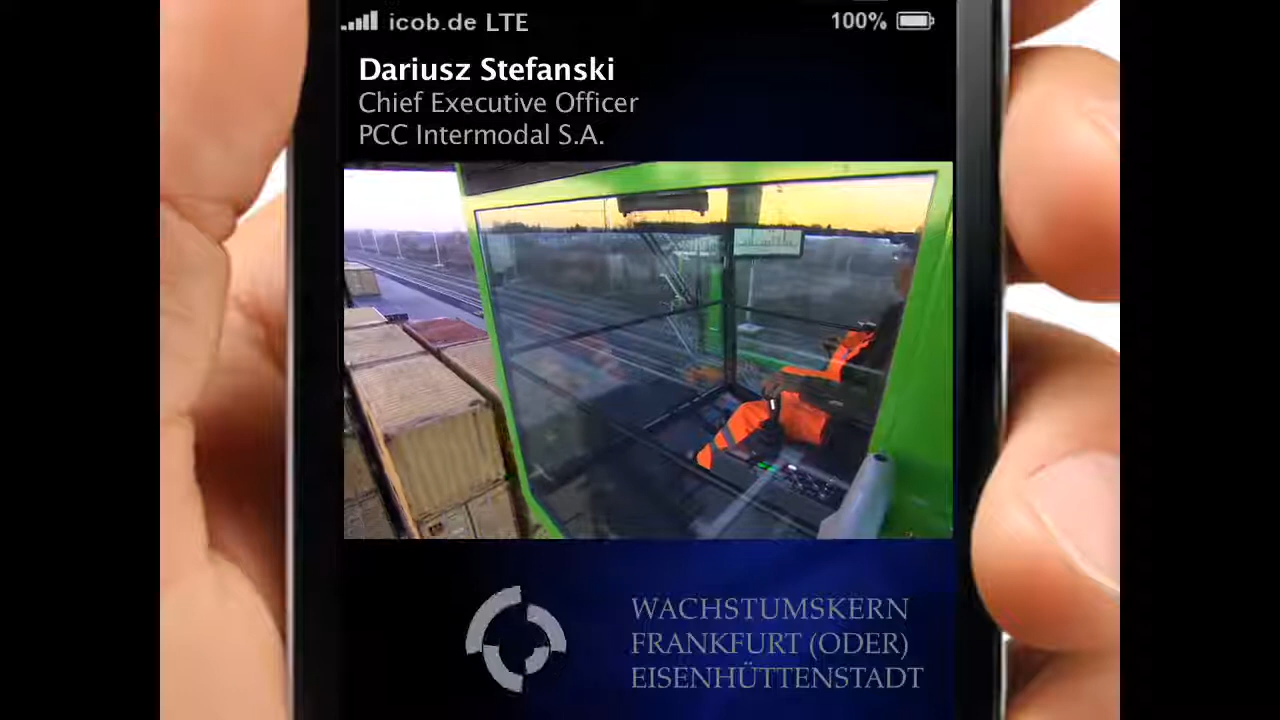 icob.de LTE 100%
Dariusz Stefanski
Chief Executive Officer
PCC Intermodal S.A.
WACHSTUMSKERN
FRANKFURT (ODER)
EISENHÜTTENSTADT